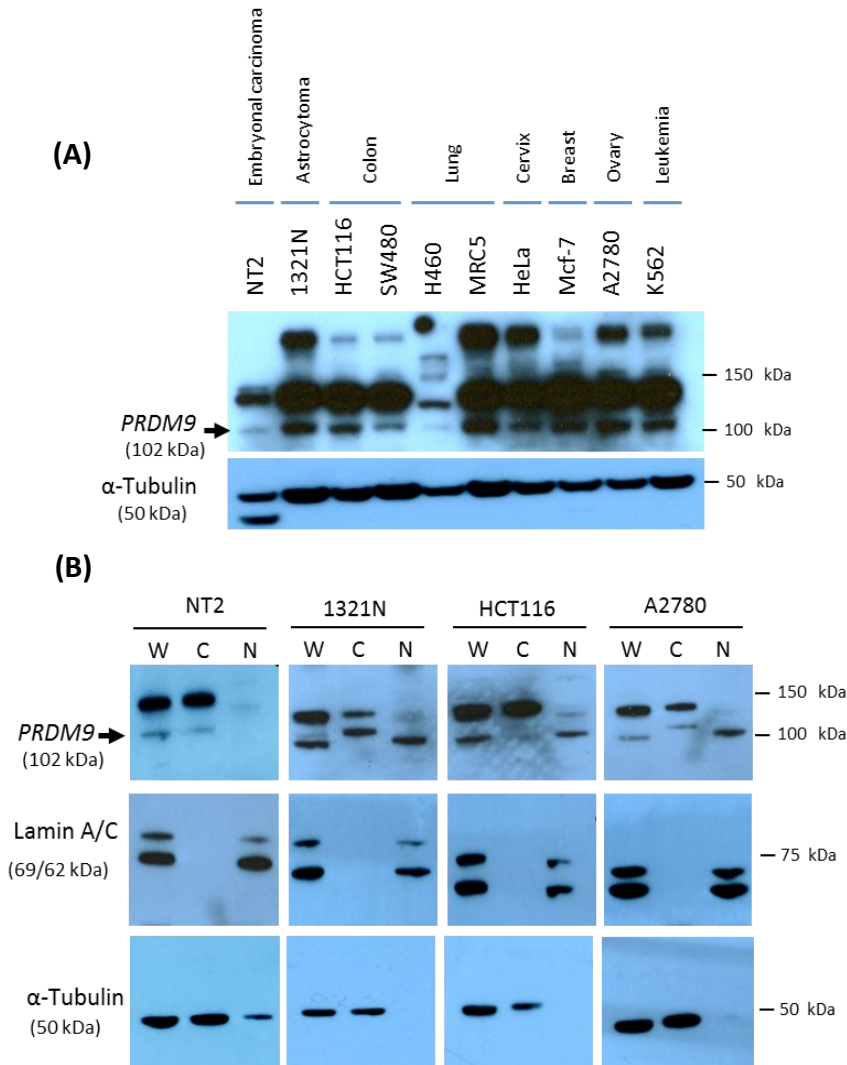 (A)
Embryonal carcinoma
Astrocytoma
Colon
Lung
Cervix
Breast
Ovary
Leukemia
NT2
1321N
HCT116
SW480
H460
MRC5
HeLa
Mcf-7
A2780
K562
150 kDa
PRDM9
100 kDa
(102 kDa)
α-Tubulin
50 kDa
(50 kDa)
(B)
NT2 1321N HCT116 A2780
W C N W C N W C N W C N
150 kDa
PRDM9
100 kDa
(102 kDa)
Lamin A/C
75 kDa
(69/62 kDa)
α-Tubulin
50 kDa
(50 kDa)